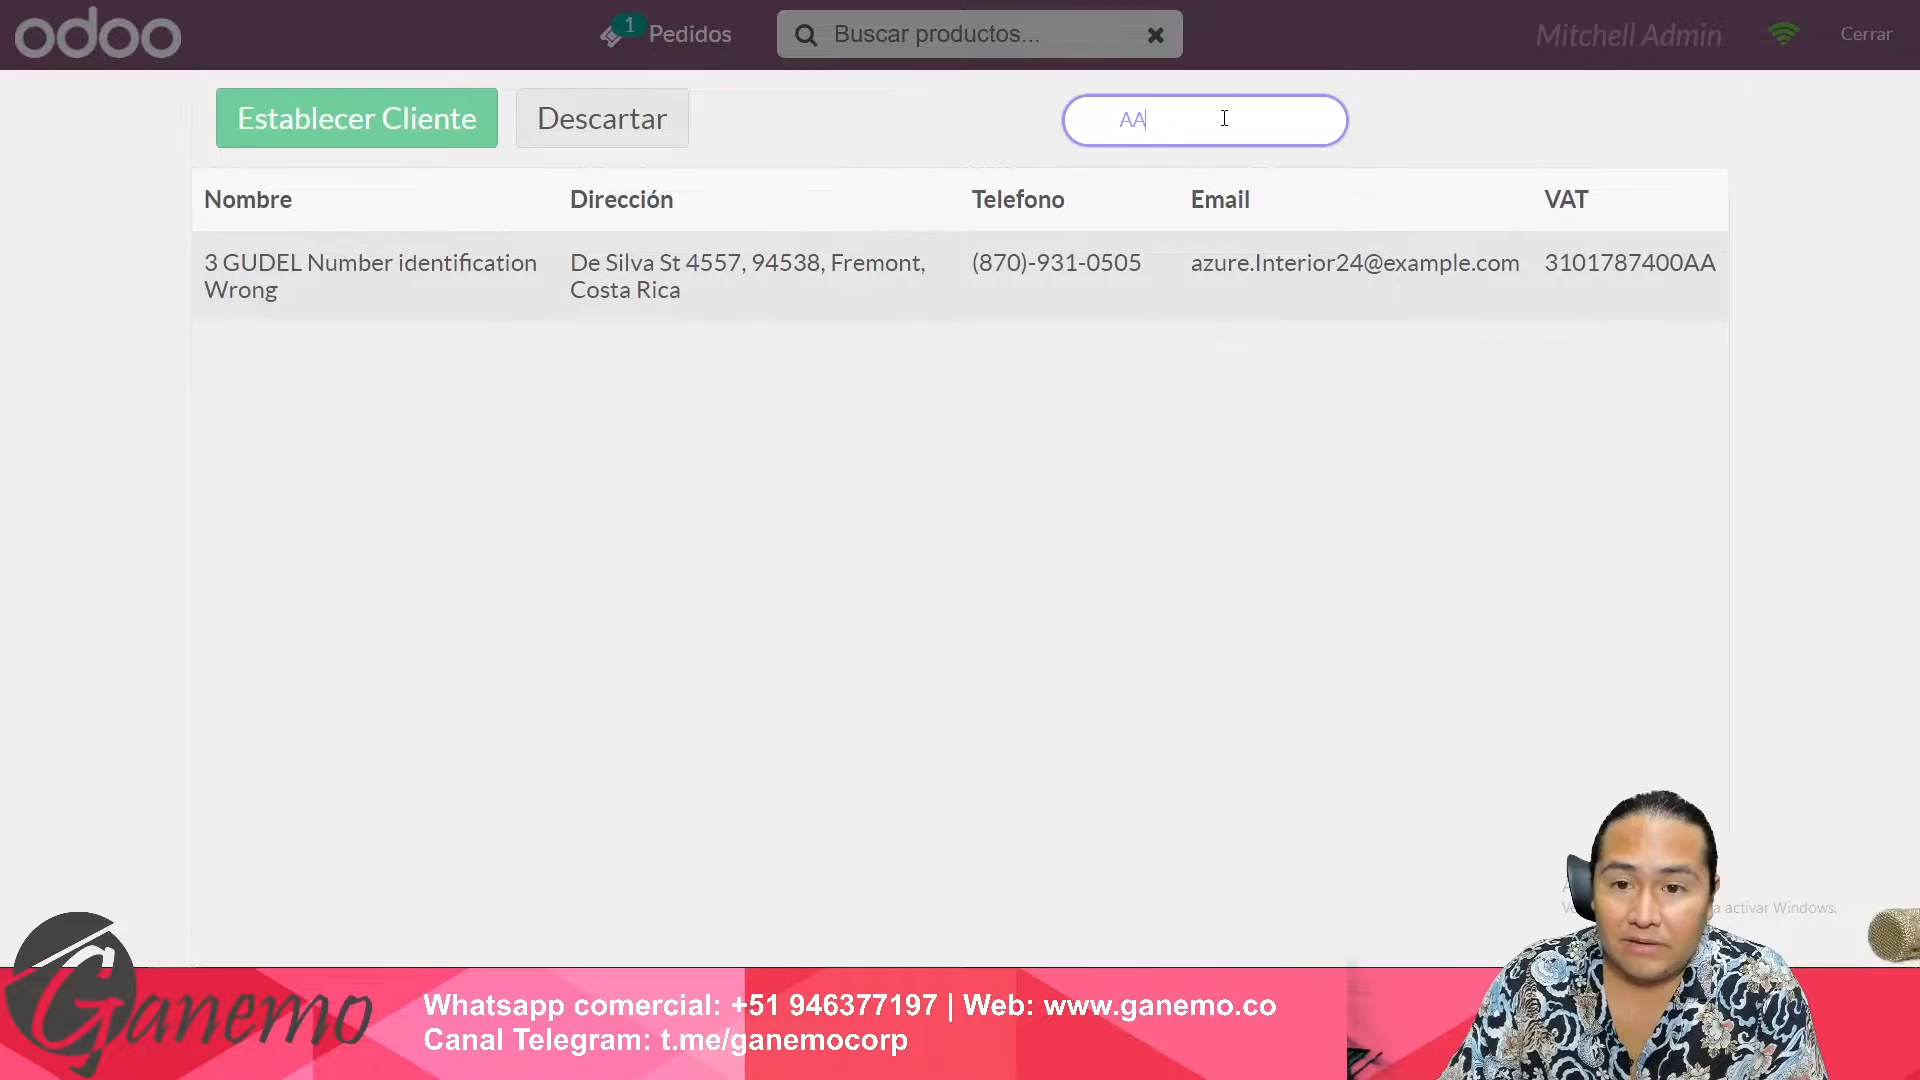 odoo
1
Pedidos
Buscar productos...
Mitchell Admin
Cerrar
Establecer Cliente
Descartar
AA
Nombre
Dirección
Telefono
Email
VAT
3 GUDEL Number identification
Wrong
De Silva St 4557, 94538, Fremont,
Costa Rica
(870)-931-0505
azure.Interior24@example.com
3101787400AA
a activar Windows.
Ganemo
Whatsapp comercial: +51 946377197 | Web: www.ganemo.co
Canal Telegram: t.me/ganemocorp